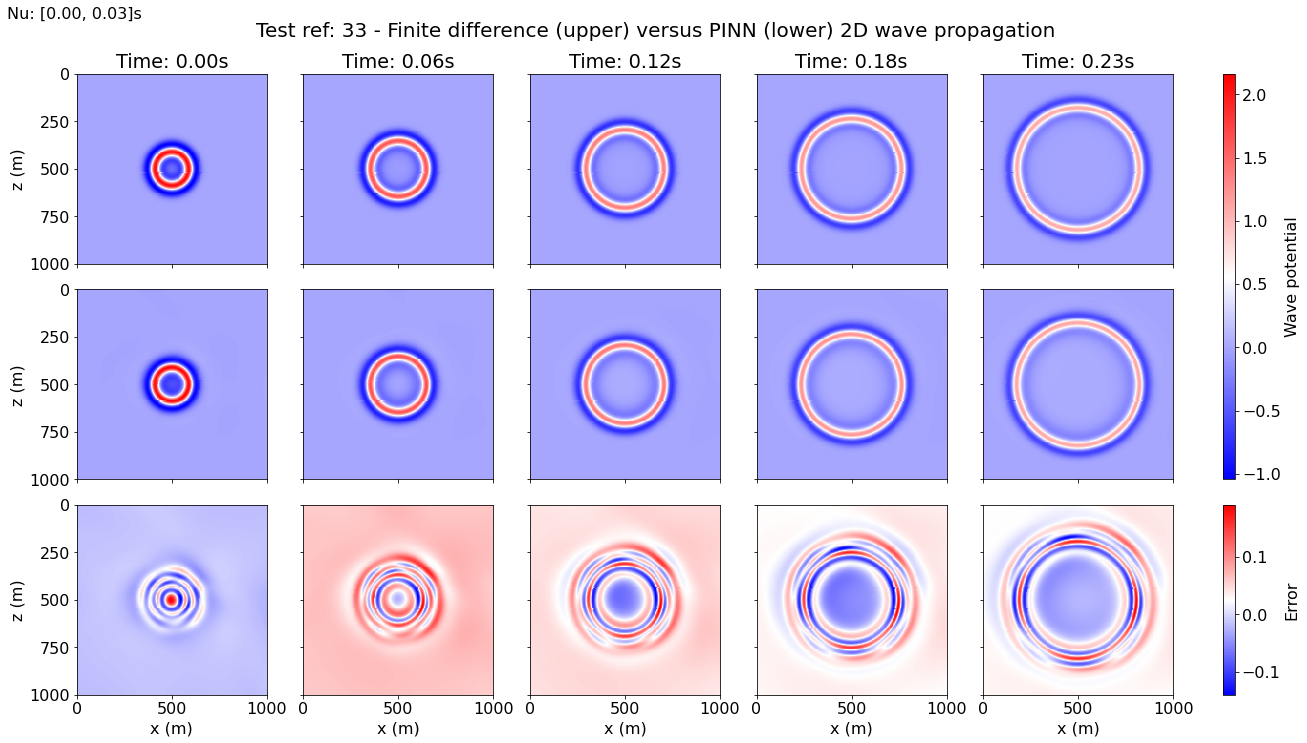 Nu: [0.00, 0.03]s
Test ref: 33 - Finite difference (upper) versus PINN (lower) 2D wave propagation
Time: 0.00s Time: 0.06s Time: 0.12s Time: 0.18s Time: 0.23s
0
250
500
750
1000
z (m)
0
250
500
750
1000
z (m)
2.0
1.5
1.0
0.5
0.0
−0.5
−1.0
Wave potential
0
250
500
750
1000
z (m)
0 500 1000 0 500 1000 0 500 1000 0 500 1000 0 500 1000
x (m) x (m) x (m) x (m) x (m)
0.1
0.0
−0.1
Error